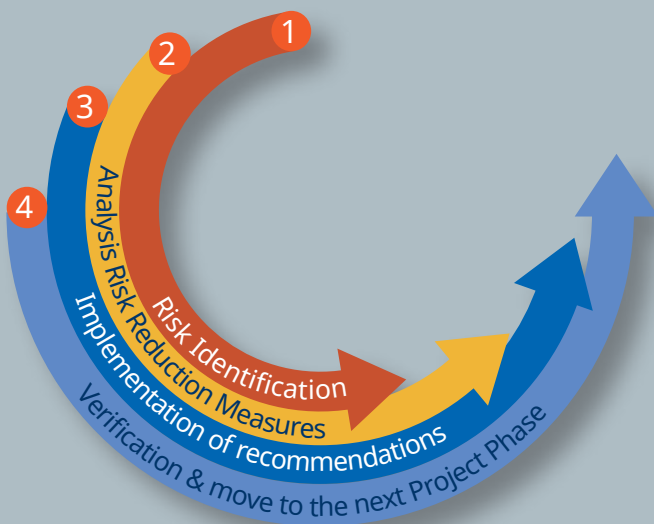 1
2
3
4
Risk Identification
Analysis Risk Reduction Measures
Implementation of recommendations
Verification & move to the next Project Phase